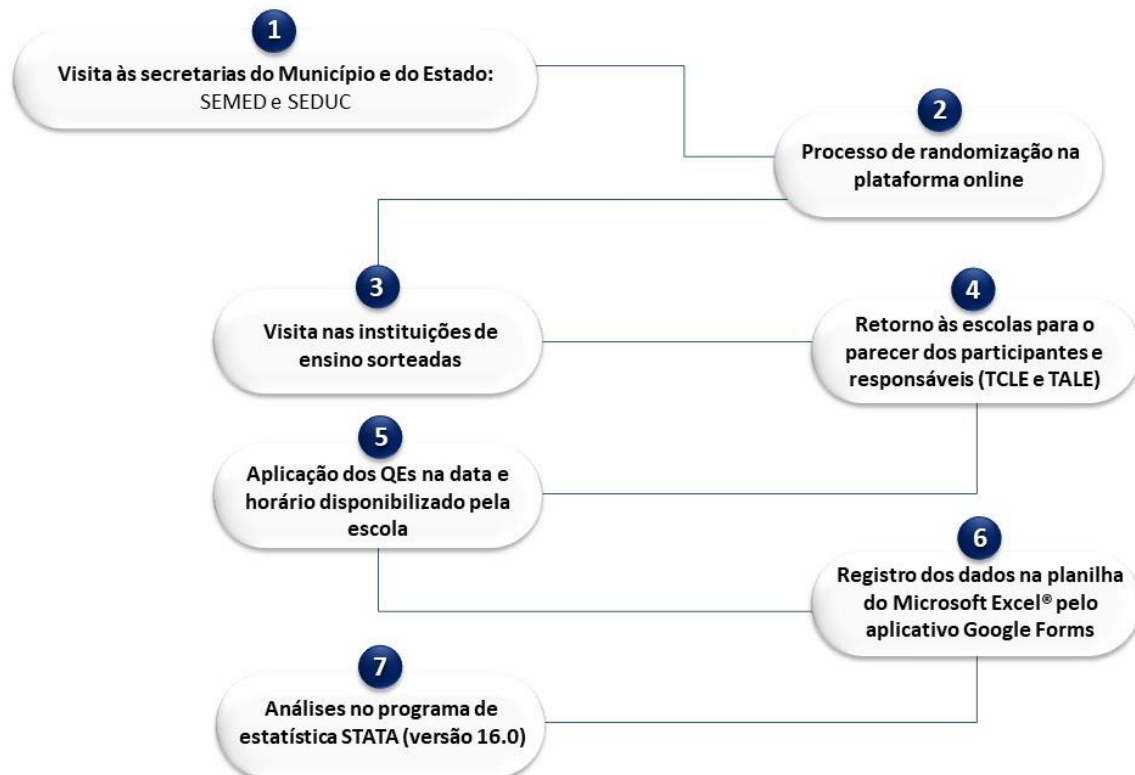 1
Visita às secretarias do Município e do Estado:
SEMED e SEDUC
2
Processo de randomização na
plataforma online
3
Visita nas instituições de
ensino sorteadas
4
Retorno às escolas para o
parecer dos participantes e
responsáveis (TCLE e TALE)
5
Aplicação dos QEs na data e
horário disponibilizado pela
escola
6
Registro dos dados na planilha
do Microsoft Excel® pelo
aplicativo Google Forms
7
Análises no programa de
estatística STATA (versão 16.0)